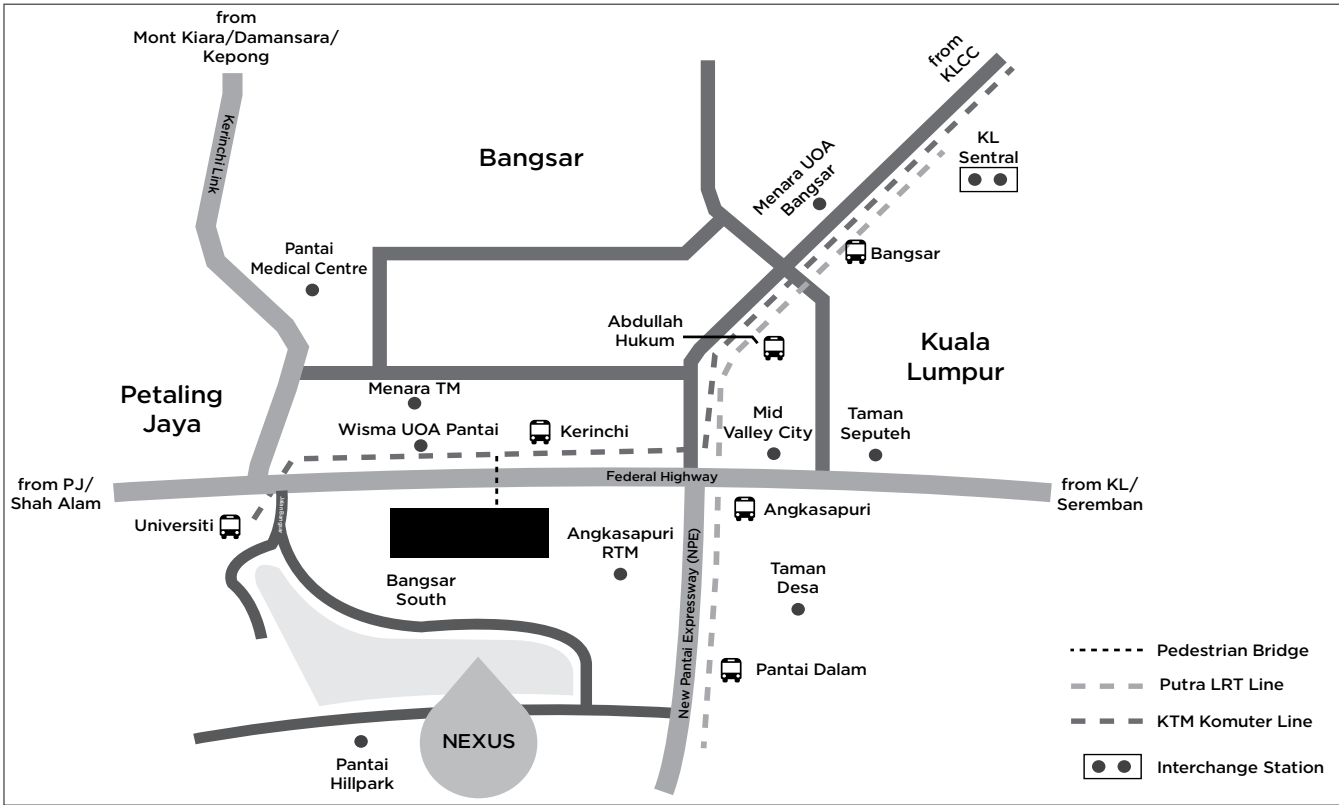 from
Mont Kiara/Damansara/
Kepong
Kerinchi Link
Bangsar
from
KLCC
KL
Sentral
Menara UOA
Bangsar
Bangsar
Pantai
Medical Centre
Abdullah
Hukum
Kuala
Lumpur
Petaling
Jaya
Menara TM
Wisma UOA Pantai
Kerinchi
Mid
Valley City
Taman
Seputeh
from PJ/
Shah Alam
Federal Highway
from KL/
Seremban
Universiti
Jalan Bangsar
Angkasapuri
RTM
Angkasapuri
Bangsar
South
New Pantai Expressway (NPE)
Taman
Desa
Pantai Dalam
NEXUS
Pantai
Hillpark
Pedestrian Bridge
Putra LRT Line
KTM Komuter Line
Interchange Station